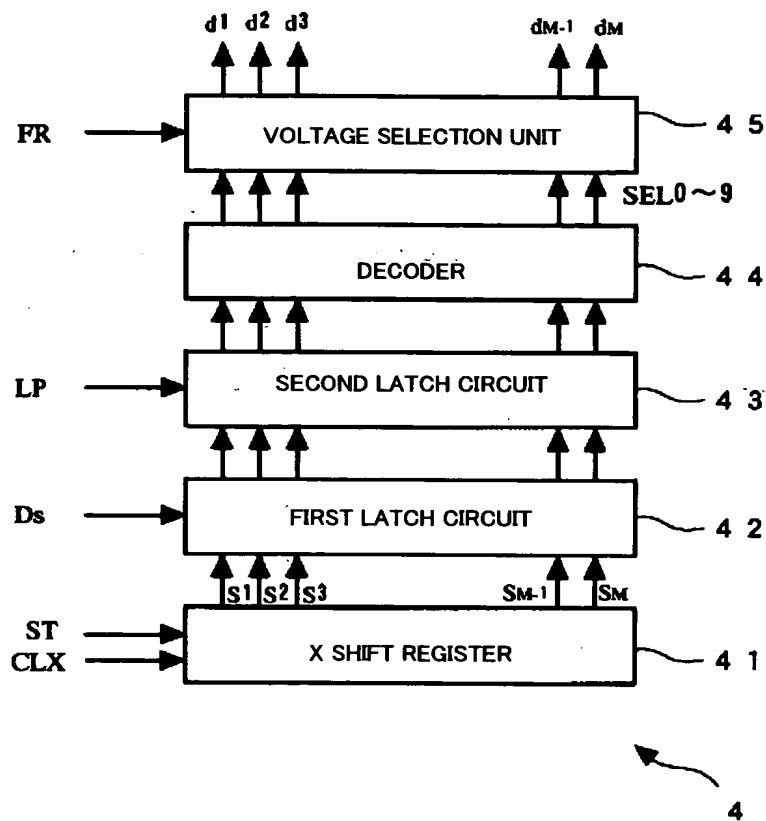 d1 d2 d3 dM-1 dM
FR VOLTAGE SELECTION UNIT 45
SEL0~9
DECODER 44
LP SECOND LATCH CIRCUIT 43
Ds FIRST LATCH CIRCUIT 42
S1 S2 S3 SM-1 SM
ST
CLX X SHIFT REGISTER 41
4